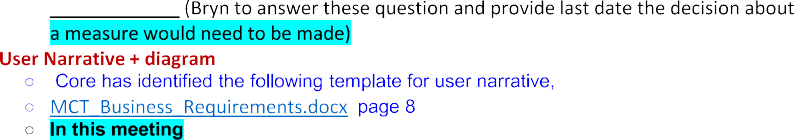 ____________ (Bryn to answer these question and provide last date the decision about
a measure would need to be made)
User Narrative + diagram
○ Core has identified the following template for user narrative,
○ MCT_Business_Requirements.docx page 8
○ In this meeting